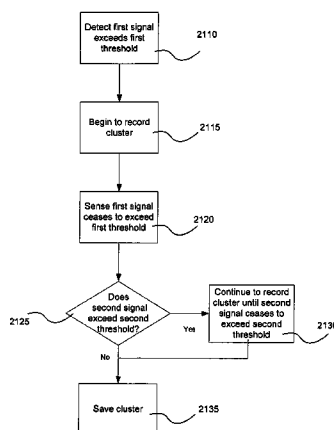 Detect first signal
exceeds first
threshold
2110
Begin to record
cluster
2115
Sense first signal
ceases to exceed
first threshold
2120
Does
second signal
exceed second
threshold?
2125
Yes
Continue to record
cluster until second
signal ceases to
exceed second
threshold
2130
No
Save cluster
2135